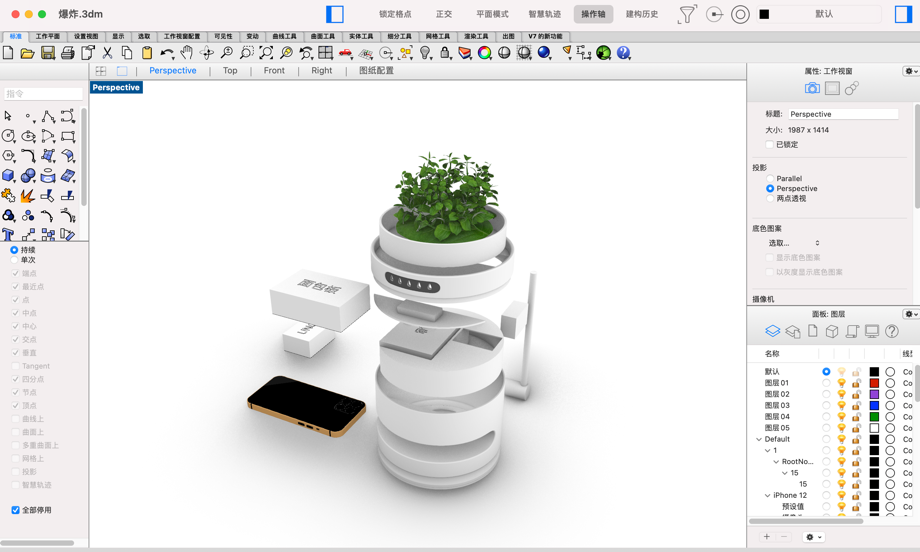 爆炸.3dm
锁定格点
正交
平面模式
智慧轨迹
操作轴
建构历史
默认
标准
工作平面
设置视图
显示
选取
工作视窗配置
可见性
变动
曲线工具
曲面工具
实体工具
细分工具
网格工具
渲染工具
出图
V7 的新功能
Perspective
Top
Front
Right
图纸配置
指令
Perspective
持续
单次
端点
最近点
点
中点
中心
交点
垂直
Tangent
四分点
节点
顶点
曲线上
曲面上
多重曲面上
网格上
投影
智慧轨迹
全部停用
面包板
UNO
属性: 工作视窗
标题:
Perspective
大小: 1987 x 1414
已锁定
投影
Parallel
Perspective
两点透视
底色图案
选取...
显示底色图案
以灰度显示底色图案
摄像机
面板: 图层
名称
线型
默认
Co
图层 01
Co
图层 02
Co
图层 03
Co
图层 04
Co
图层 05
Co
Default
Co
1
Co
RootNo...
Co
15
Co
15
Co
iPhone 12
Co
预设值
Co